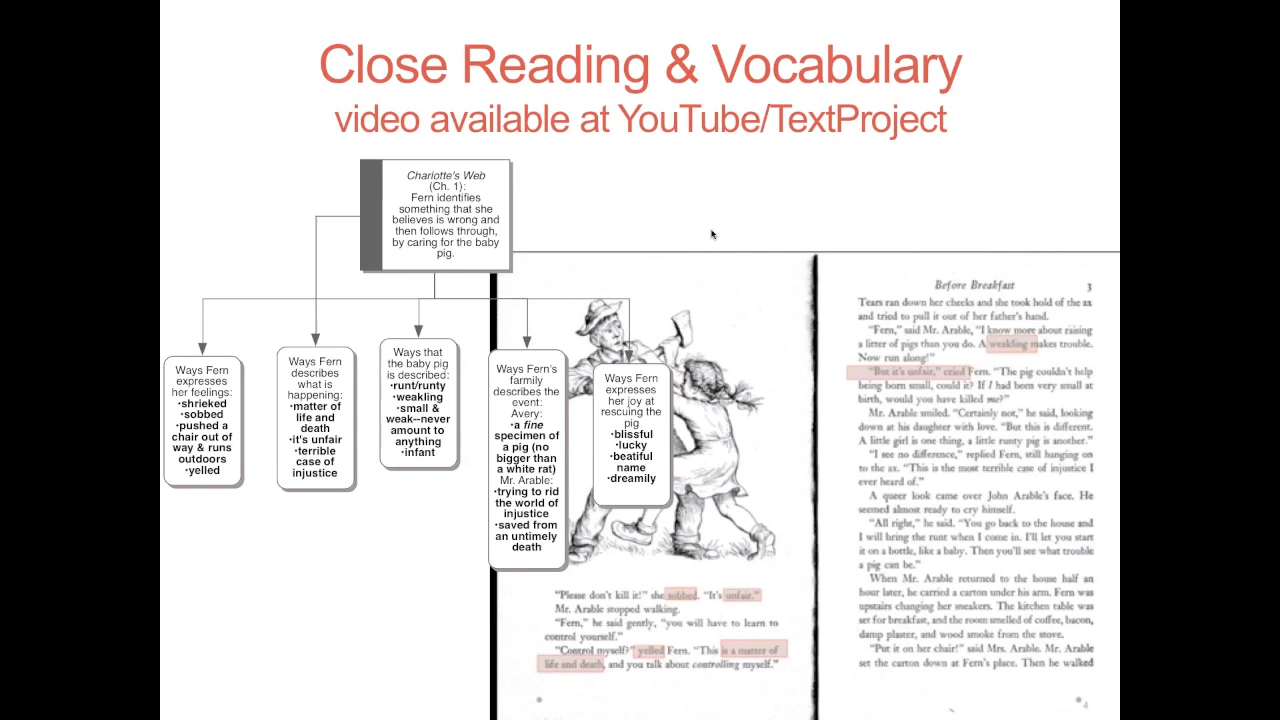 Close Reading & Vocabulary
video available at YouTube/TextProject
Charlotte's Web
(Ch. 1):
Fern identifies
something that she
believes is wrong and
then follows through,
by caring for the baby
pig.
Ways Fern
expresses
her feelings:
•shrieked
•sobbed
•pushed a
chair out of
way & runs
outdoors
•yelled
Ways Fern
describes
what is
happening:
•matter of
life and
death
•it's unfair
•terrible
case of
injustice
Ways that
the baby pig
is described:
•runt/runty
•weakling
•small &
weak--never
amount to
anything
•infant
Ways Fern's
farmily
describes the
event:
Avery:
•a fine
specimen of
a pig (no
bigger than
a white rat)
Mr. Arable:
•trying to rid
the world of
injustice
•saved from
an untimely
death
Ways Fern
expresses
her joy at
rescuing the
pig
•blissful
•lucky
•beatiful
name
•dreamily
"Please don't kill it!" she sobbed. "It's unfair."
Mr. Arable stopped walking.
"Fern," he said gently, "you will have to learn to
control yourself."
"Control myself?" yelled Fern. "This is a matter of
life and death, and you talk about controlling myself."
Before Breakfast 3
Tears ran down her cheeks and she took hold of the ax
and tried to pull it out of her father's hand.
"Fern," said Mr. Arable, "I know more about raising
a litter of pigs than you do. A weakling makes trouble.
Now run along!"
"But it's unfair," cried Fern. "The pig couldn't help
being born small, could it? If I had been very small at
birth, would you have killed me?"
Mr. Arable smiled. "Certainly not," he said, looking
down at his daughter with love. "But this is different.
A little girl is one thing, a little runty pig is another."
"I see no difference," replied Fern, still hanging on
to the ax. "This is the most terrible case of injustice I
ever heard of."
A queer look came over John Arable's face. He
seemed almost ready to cry himself.
"All right," he said. "You go back to the house and
I will bring the runt when I come in. I'll let you start
it on a bottle, like a baby. Then you'll see what trouble
a pig can be."
When Mr. Arable returned to the house half an
hour later, he carried a carton under his arm. Fern was
upstairs changing her sneakers. The kitchen table was
set for breakfast, and the room smelled of coffee, bacon,
damp plaster, and wood smoke from the stove.
"Put it on her chair!" said Mrs. Arable. Mr. Arable
set the carton down at Fern's place. Then he walked
4